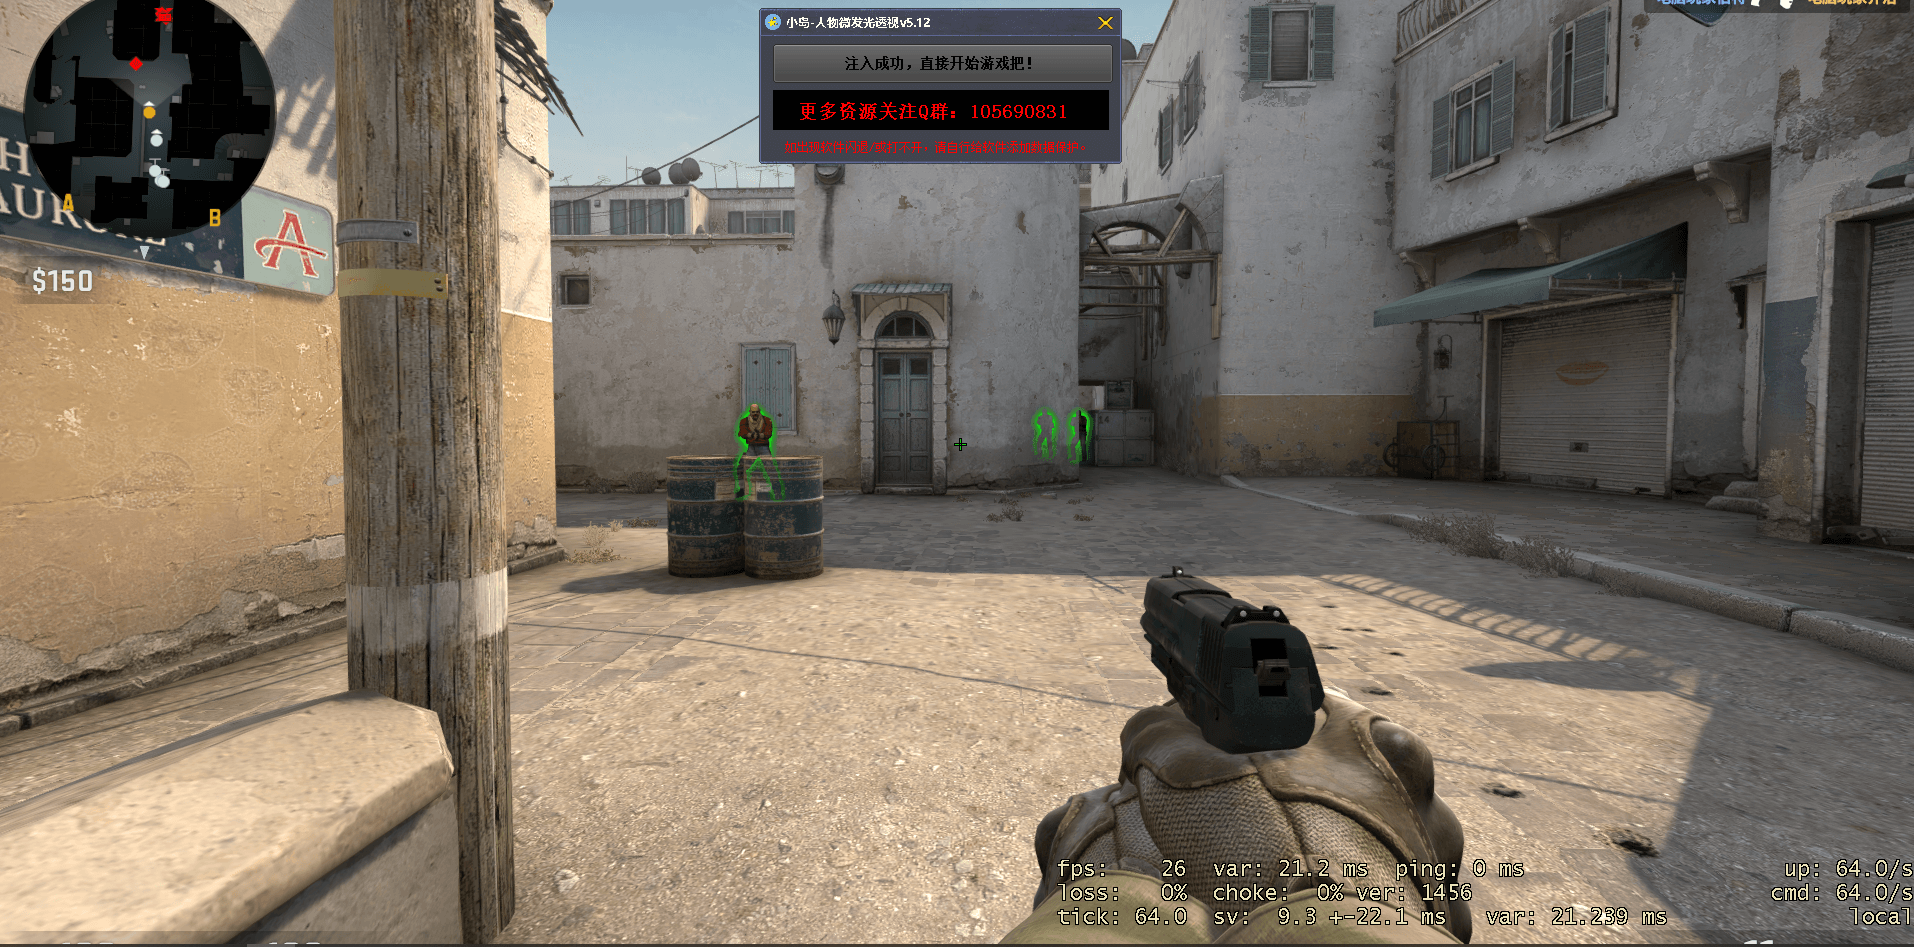 小岛-人物微发光透视v5.12
注入成功，直接开始游戏把！
更多资源关注Q群：105690831
A
B
A
$150
fps: 26 var: 21.2 ms ping: 0 ms
up: 64.0/s
loss: 0% choke: 0% ver: 1456
cmd: 64.0/s
tick: 64.0 sv: 9.3 +-22.1 ms var: 21.239 ms
local